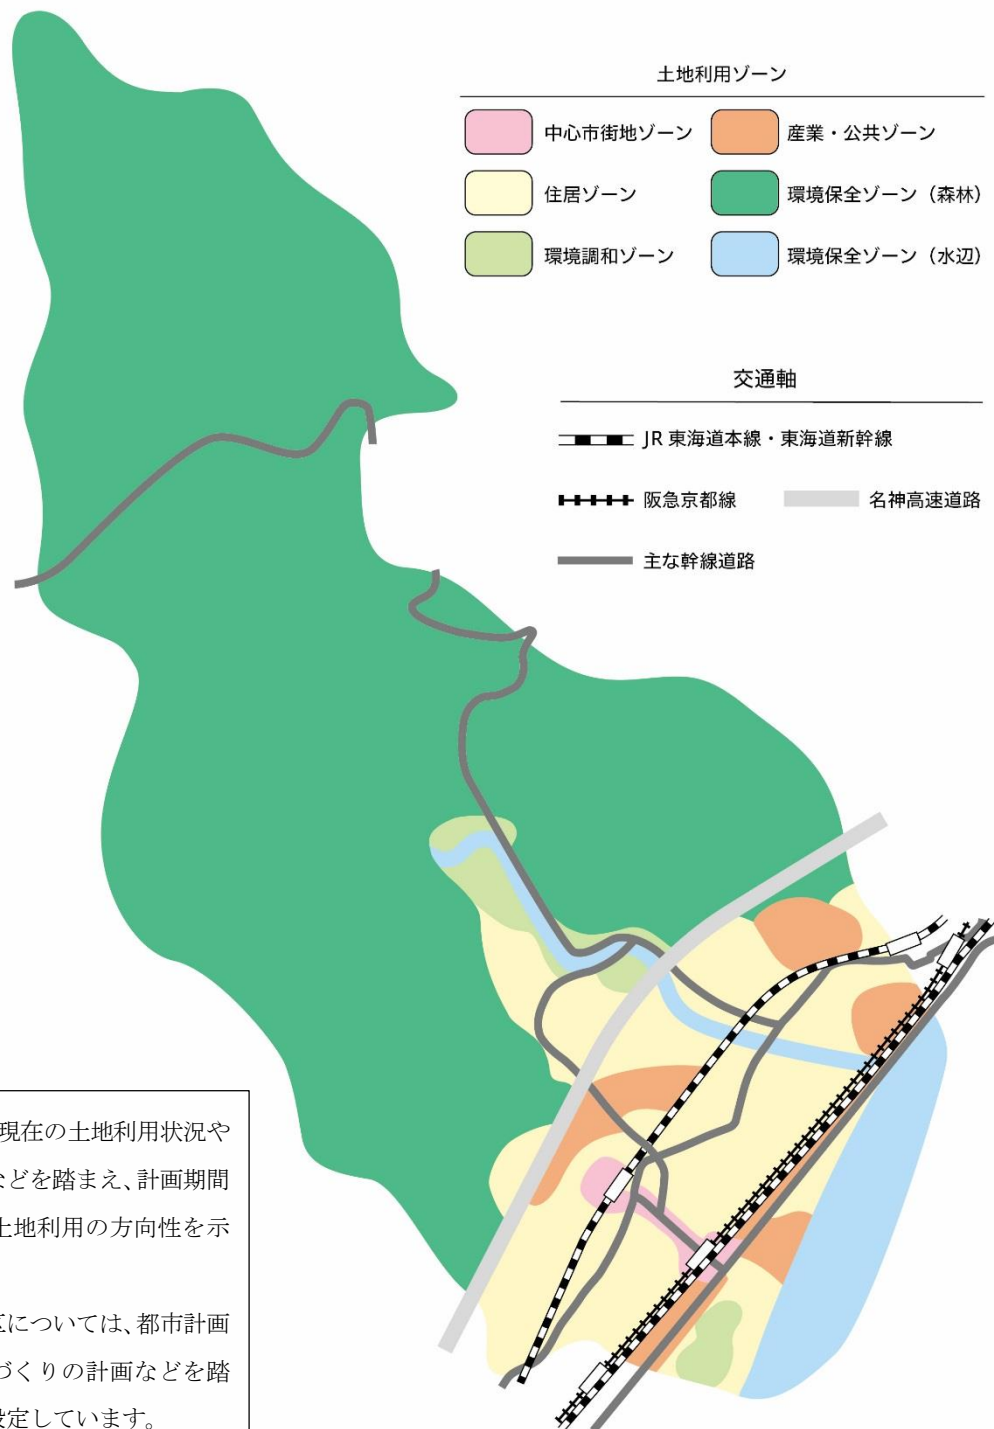 土地利用ゾーン
中心市街地ゾーン
産業・公共ゾーン
住居ゾーン
環境保全ゾーン（森林）
環境調和ゾーン
環境保全ゾーン（水辺）
交通軸
JR 東海道本線・東海道新幹線
阪急京都線
名神高速道路
主な幹線道路
現在の土地利用状況や
などを踏まえ、計画期間
土地利用の方向性を示
については、都市計画
づくりの計画などを踏
設定しています。